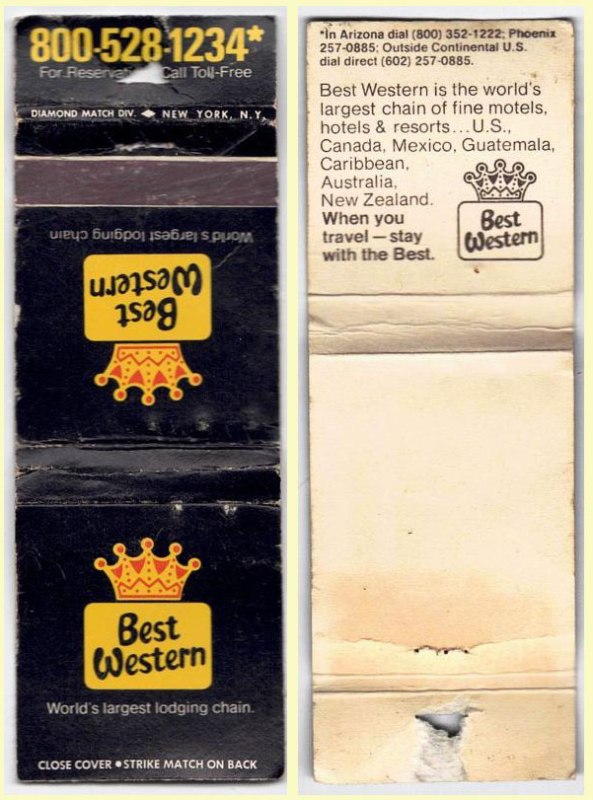 800-528-1234*
For Reservat Call Toll-Free
DIAMOND MATCH DIV. NEW YORK, N.Y.
World's largest lodging chain
Best
Western
Best
Western
World's largest lodging chain.
CLOSE COVER • STRIKE MATCH ON BACK
*In Arizona dial (800) 352-1222; Phoenix
257-0885; Outside Continental U.S.
dial direct (602) 257-0885.
Best Western is the world's
largest chain of fine motels,
hotels & resorts...U.S.,
Canada, Mexico, Guatemala,
Caribbean,
Australia,
New Zealand.
When you
travel — stay
with the Best.
Best
Western